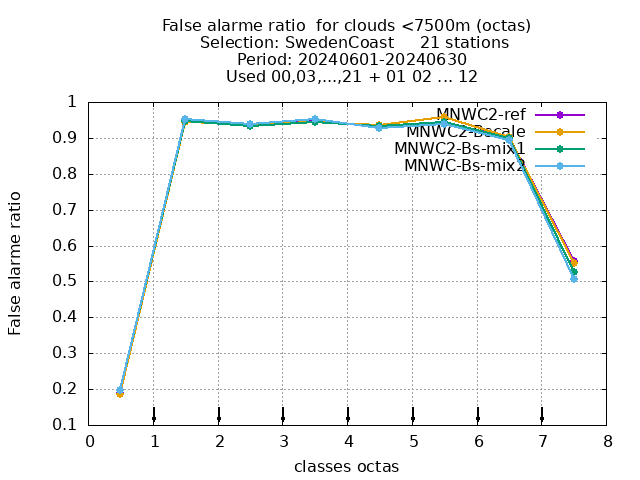 False alarme ratio  for clouds <7500m (octas)
Selection: SwedenCoast     21 stations
Period: 20240601-20240630
Used 00,03,...,21 + 01 02 ... 12
False alarme ratio
1
0.9
0.8
0.7
0.6
0.5
0.4
0.3
0.2
0.1
MNWC2-ref
MNWC2-Bscale
MNWC2-Bs-mix1
MNWC-Bs-mix2
0 1 2 3 4 5 6 7 8
classes octas